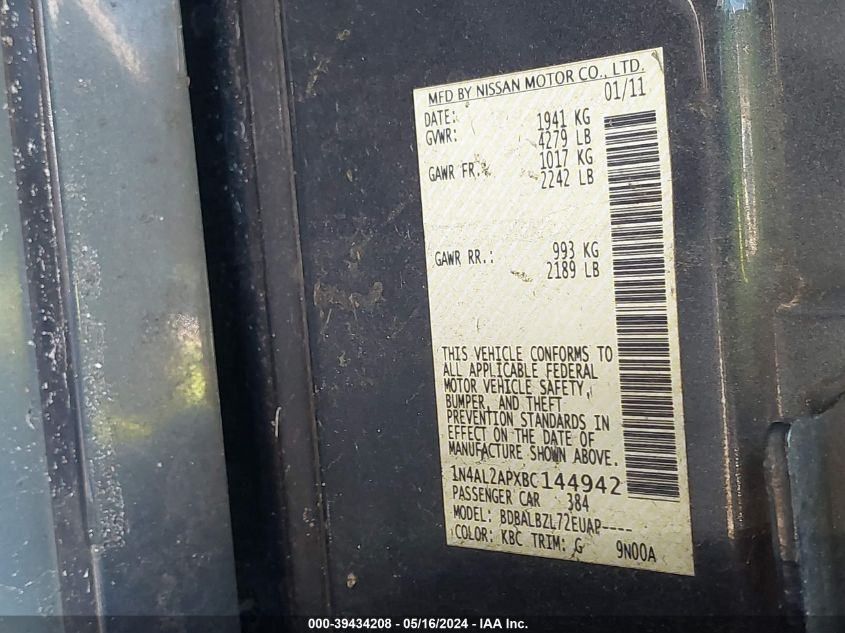 MFD BY NISSAN MOTOR CO., LTD.
DATE: 01/11
GVWR: 1941 KG
4279 LB
GAWR FR.: 1017 KG
2242 LB
GAWR RR.: 993 KG
2189 LB
THIS VEHICLE CONFORMS TO
ALL APPLICABLE FEDERAL
MOTOR VEHICLE SAFETY,
BUMPER, AND THEFT
PREVENTION STANDARDS IN
EFFECT ON THE DATE OF
MANUFACTURE SHOWN ABOVE.
1N4AL2APXBC144942
PASSENGER CAR 384
MODEL: BDBALBZL72EUAP----
COLOR: KBC TRIM: G 9N00A
000-39434208 - 05/16/2024 - IAA Inc.